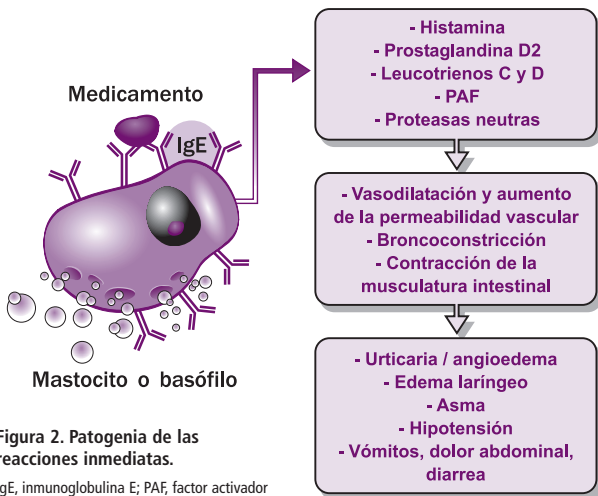 Medicamento
IgE
Mastocito o basófilo
- Histamina
- Prostaglandina D2
- Leucotrienos C y D
- PAF
- Proteasas neutras
- Vasodilatación y aumento
de la permeabilidad vascular
- Broncoconstricción
- Contracción de la
musculatura intestinal
- Urticaria / angioedema
- Edema laríngeo
- Asma
- Hipotensión
- Vómitos, dolor abdominal,
diarrea
Figura 2. Patogenia de las
reacciones inmediatas.
IgE, inmunoglobulina E; PAF, factor activador